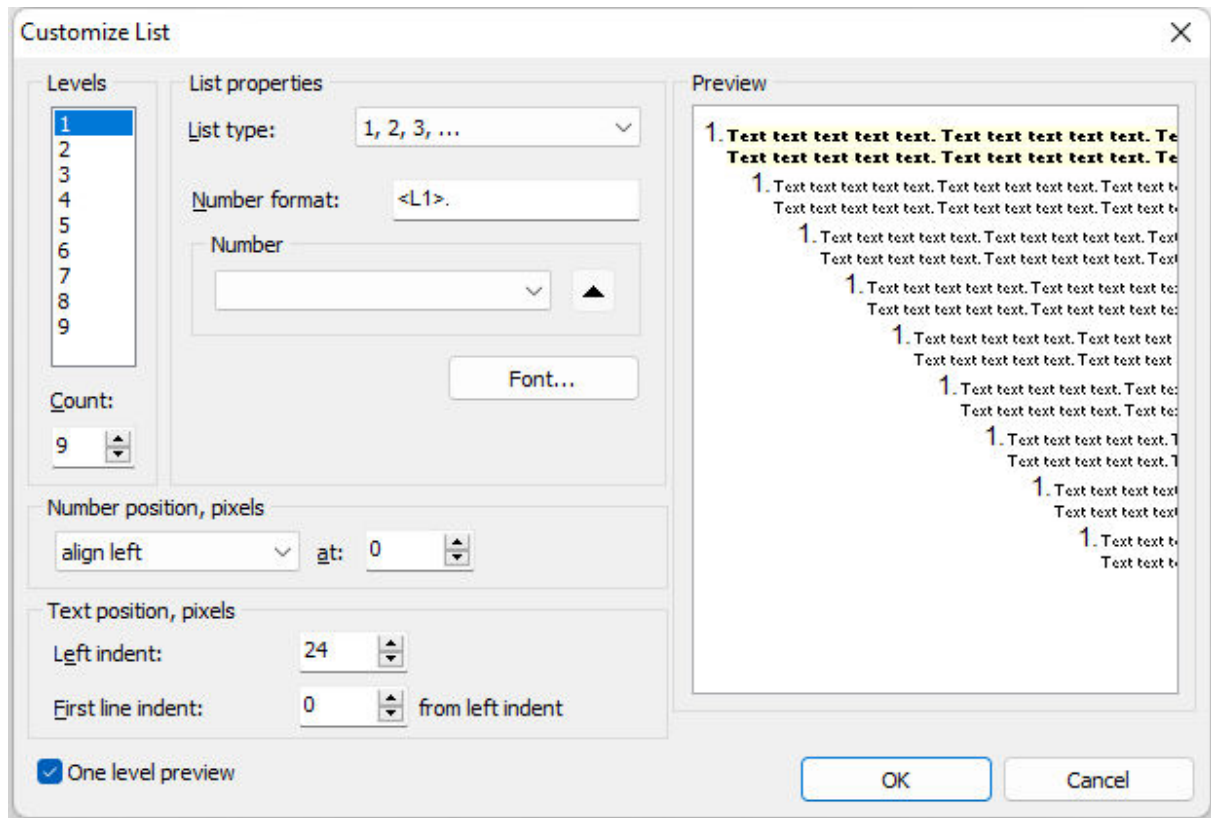 Customize List
Levels
1
2
3
4
5
6
7
8
9
Count:
9
List properties
List type:
1, 2, 3, ...
Number format:
<L1>.
Number
Font...
Number position, pixels
align left
at:
0
Text position, pixels
Left indent:
24
First line indent:
0
from left indent
One level preview
Preview
1. Text text text text text. Text text text text text. Te
Text text text text text. Text text text text text. Te
1. Text text text text text. Text text text text text. Text text t
Text text text text text. Text text text text text. Text text t
1. Text text text text text. Text text text text text. Text
Text text text text text. Text text text text text. Text
1. Text text text text text. Text text text text te
Text text text text text. Text text text text te
1. Text text text text text. Text text text
Text text text text text. Text text text
1. Text text text text text. Text te
Text text text text text. Text te
1. Text text text text text. T
Text text text text text. T
1. Text text text text
Text text text text
1. Text text t
Text text t
OK
Cancel